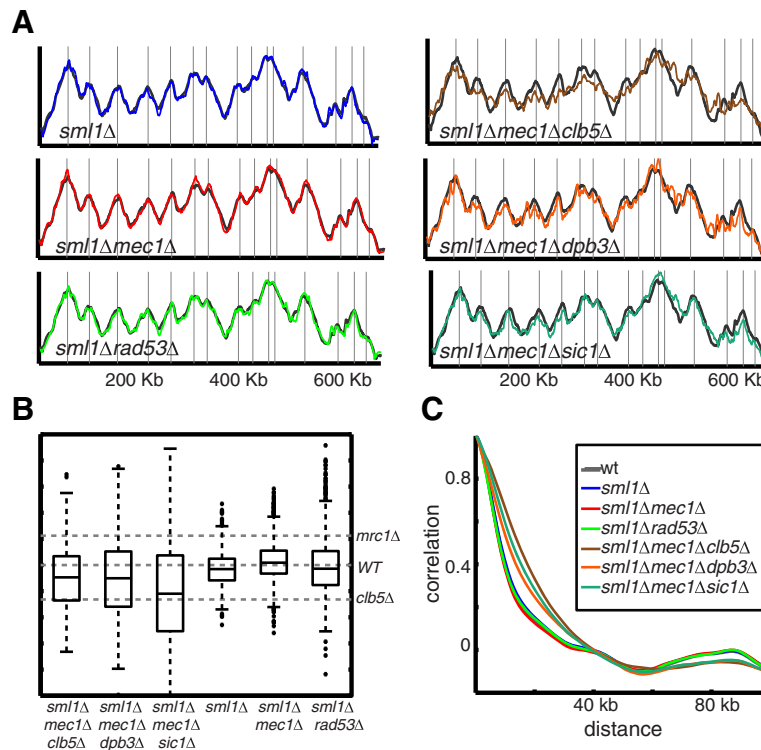 A
sml1Δ
sml1Δmec1Δ
sml1Δrad53Δ
200 Kb 400 Kb 600 Kb
sml1Δmec1Δclb5Δ
sml1Δmec1Δdpb3Δ
sml1Δmec1Δsic1Δ
200 Kb 400 Kb 600 Kb
B
mrc1Δ
WT
clb5Δ
sml1Δ
mec1Δ
clb5Δ
sml1Δ
mec1Δ
dpb3Δ
sml1Δ
mec1Δ
sic1Δ
sml1Δ
sml1Δ
mec1Δ
sml1Δ
rad53Δ
C
correlation
0.8
0.4
0
wt
sml1Δ
sml1Δmec1Δ
sml1Δrad53Δ
sml1Δmec1Δclb5Δ
sml1Δmec1Δdpb3Δ
sml1Δmec1Δsic1Δ
40 kb 80 kb
distance